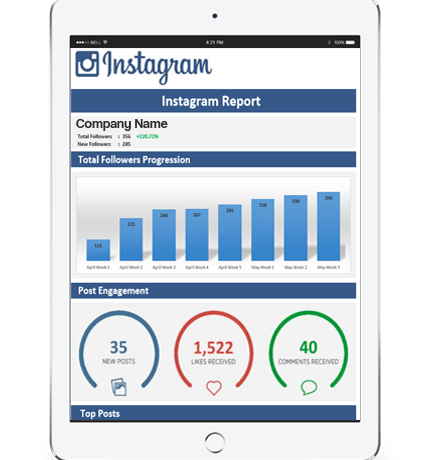 BELL 4:21 PM 100%
Instagram
Instagram Report
Company Name
Total Followers : 356 +220.72%
New Followers : 245
Total Followers Progression
111 221 266 267 291 318 339 356
April Week 1 April Week 2 April Week 3 April Week 4 April Week 5 May Week 1 May Week 2 May Week 3
Post Engagement
35 1,522 40
NEW POSTS LIKES RECEIVED COMMENTS RECEIVED
Top Posts